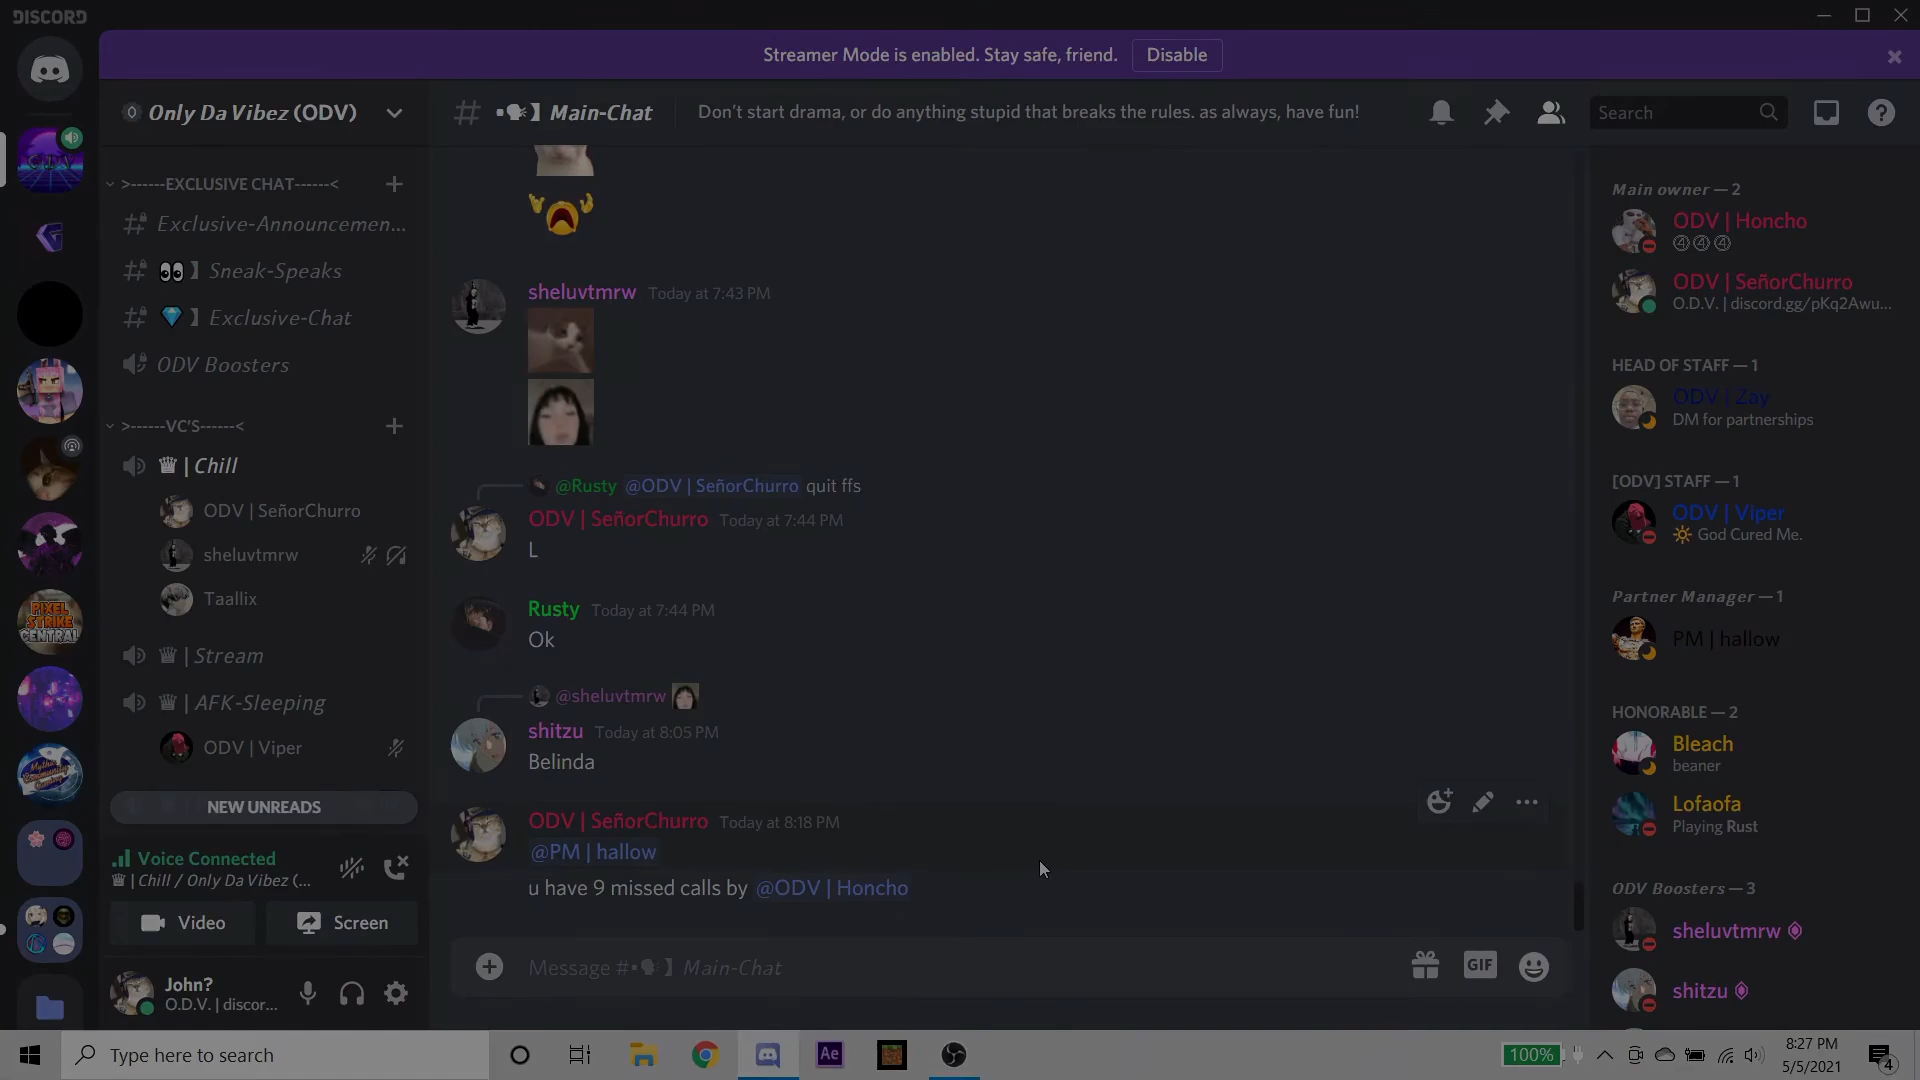 DISCORD
Streamer Mode is enabled. Stay safe, friend.
Disable
Only Da Vibez (ODV)
>------EXCLUSIVE CHAT------<
Exclusive-Announcemen...
👀】Sneak-Speaks
💎】Exclusive-Chat
ODV Boosters
>------VC'S------<
♛ | Chill
ODV | SeñorChurro
sheluvtmrw
Taallix
♛ | Stream
♛ | AFK-Sleeping
ODV | Viper
NEW UNREADS
Voice Connected
♛ | Chill / Only Da Vibez (...
Video
Screen
John?
O.D.V. | discor...
PIXEL
STRIKE
CENTRAL
# •🗣】Main-Chat
Don't start drama, or do anything stupid that breaks the rules. as always, have fun!
Search
sheluvtmrw Today at 7:43 PM
@Rusty @ODV | SeñorChurro quit ffs
ODV | SeñorChurro Today at 7:44 PM
L
Rusty Today at 7:44 PM
Ok
@sheluvtmrw
shitzu Today at 8:05 PM
Belinda
ODV | SeñorChurro Today at 8:18 PM
@PM | hallow
u have 9 missed calls by @ODV | Honcho
Message #•🗣】Main-Chat
GIF
Main owner — 2
ODV | Honcho
④④④
ODV | SeñorChurro
O.D.V. | discord.gg/pKq2Awu...
HEAD OF STAFF — 1
ODV | Zay
DM for partnerships
[ODV] STAFF — 1
ODV | Viper
🔆 God Cured Me.
Partner Manager — 1
PM | hallow
HONORABLE — 2
Bleach
beaner
Lofaofa
Playing Rust
ODV Boosters — 3
sheluvtmrw
shitzu
Type here to search
Ae
100%
8:27 PM
5/5/2021
4